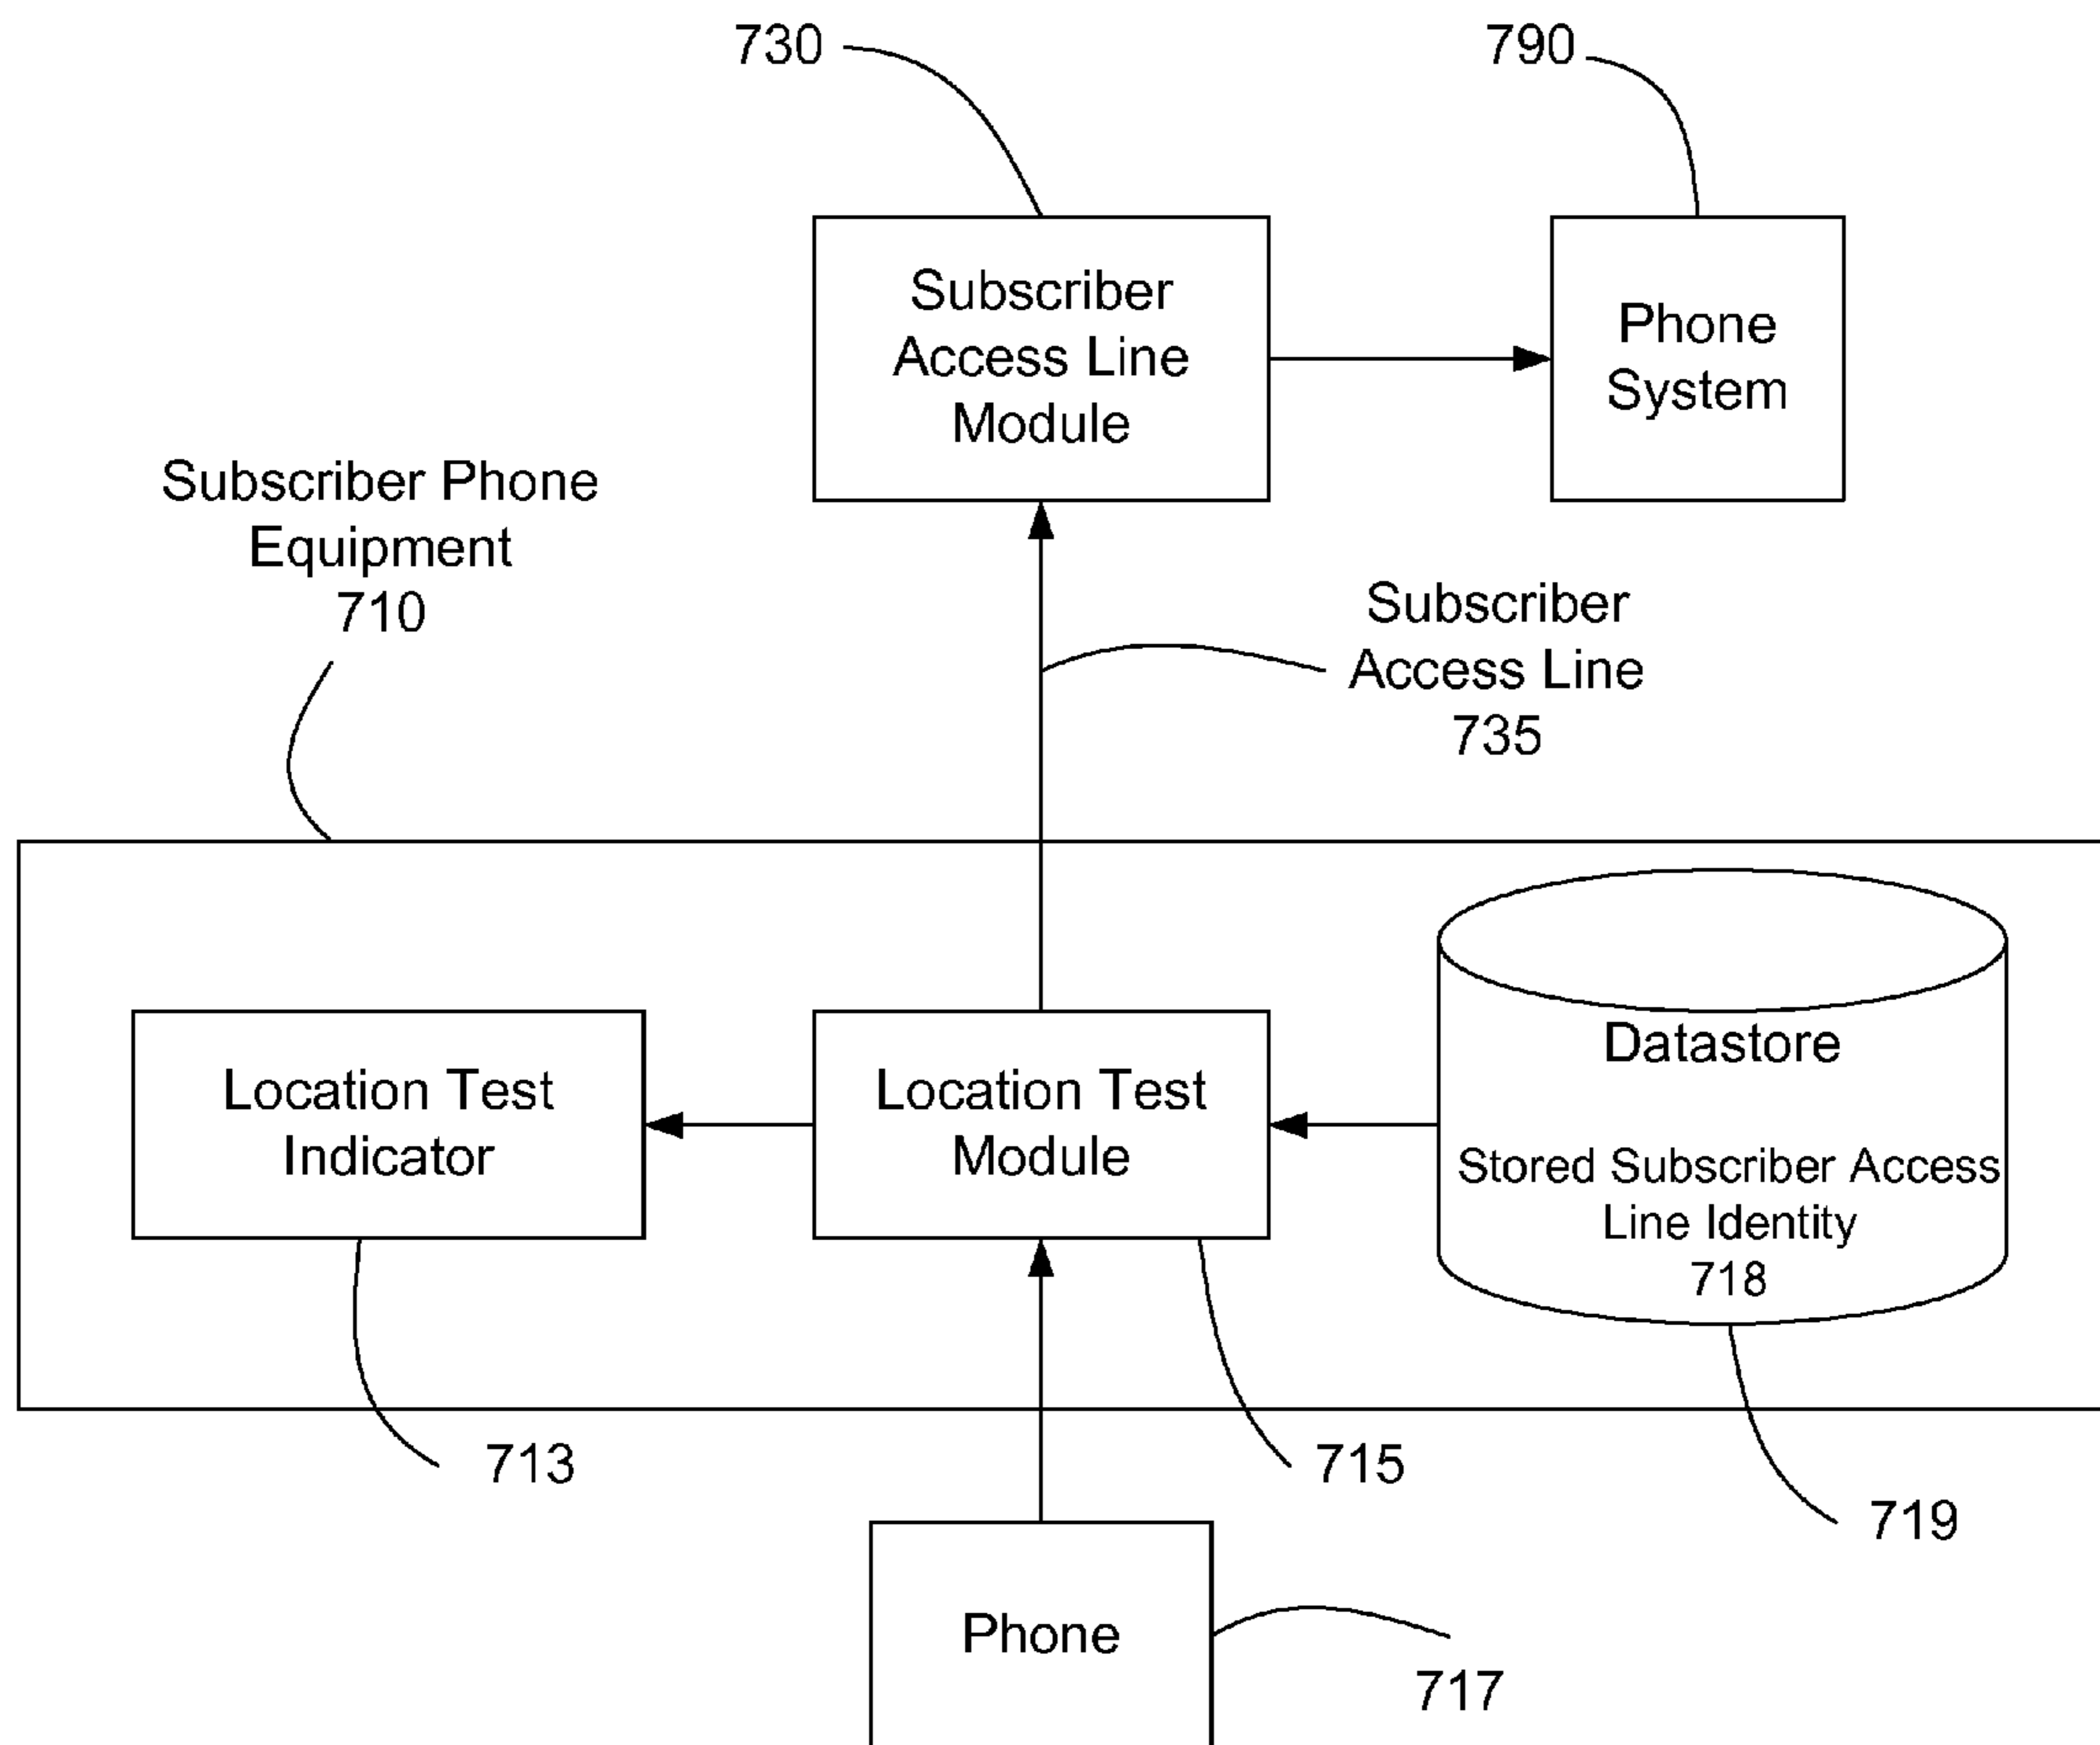 730
790
Subscriber
Access Line
Module
Phone
System
Subscriber Phone
Equipment
710
Subscriber
Access Line
735
Location Test
Indicator
Location Test
Module
Datastore
Stored Subscriber Access
Line Identity
718
713
715
719
Phone
717